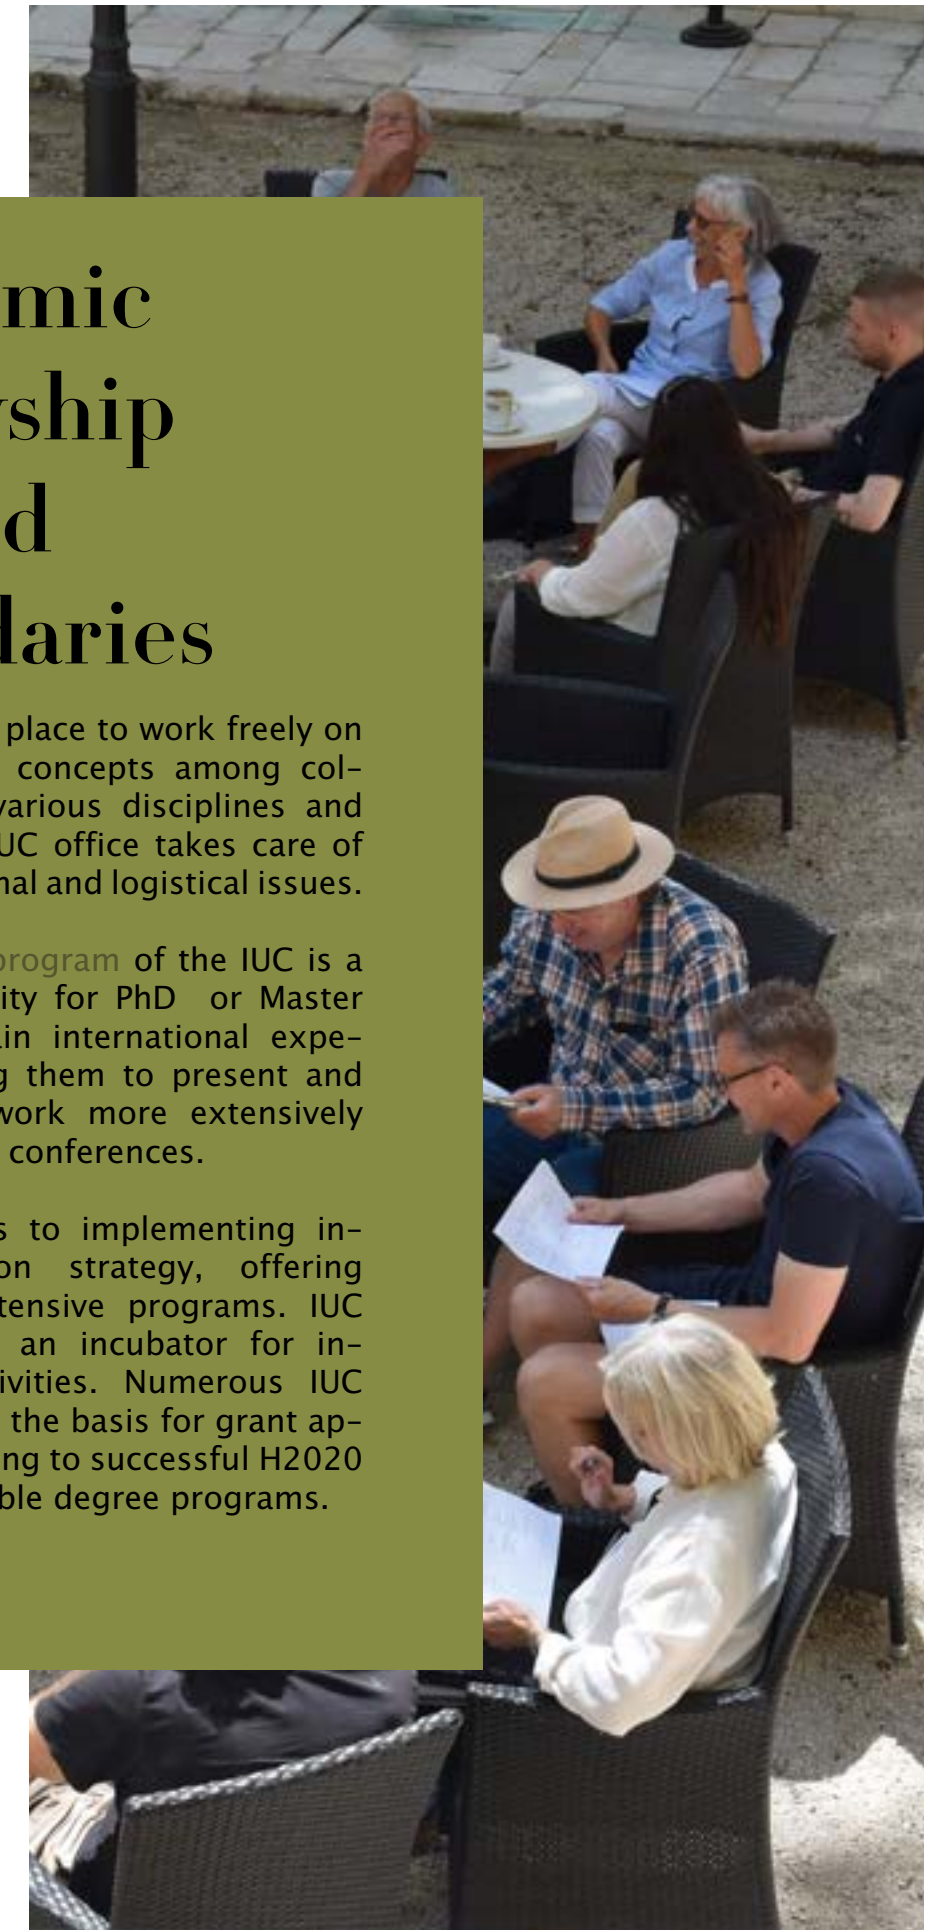 mic
ship
d
daries
place to work freely on
concepts among col-
various disciplines and
UC office takes care of
nal and logistical issues.
program of the IUC is a
ity for PhD or Master
in international expe-
g them to present and
work more extensively
conferences.
s to implementing in-
on strategy, offering
tensive programs. IUC
an incubator for in-
ivities. Numerous IUC
the basis for grant ap-
ing to successful H2020
ble degree programs.